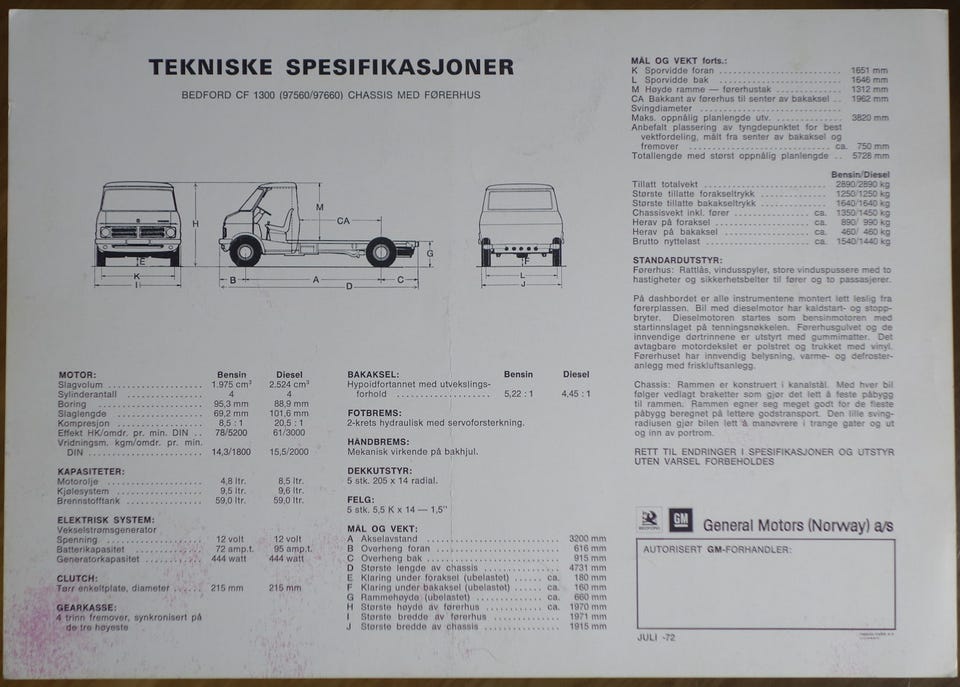 TEKNISKE SPESIFIKASJONER
BEDFORD CF 1300 (97560/97660) CHASSIS MED FØRERHUS
H
M
CA
G
E
F
K
I
B
A
C
D
L
J
MOTOR: Bensin Diesel
Slagvolum 1.975 cm³ 2.524 cm³
Sylinderantall 4 4
Boring 95,3 mm 88,9 mm
Slaglengde 69,2 mm 101,6 mm
Kompresjon 8,5 : 1 20,5 : 1
Effekt HK/omdr. pr. min. DIN .. 78/5200 61/3000
Vridningsm. kgm/omdr. pr. min.
DIN 14,3/1800 15,5/2000
KAPASITETER:
Motorolje 4,8 ltr. 8,5 ltr.
Kjølesystem 9,5 ltr. 9,6 ltr.
Brennstofftank 59,0 ltr. 59,0 ltr.
ELEKTRISK SYSTEM:
Vekselstrømsgenerator
Spenning 12 volt 12 volt
Batterikapasitet 72 amp.t. 95 amp.t.
Generatorkapasitet 444 watt 444 watt
CLUTCH:
Tørr enkeltplate, diameter 215 mm 215 mm
GEARKASSE:
4 trinn fremover, synkronisert på
de tre høyeste
BAKAKSEL: Bensin Diesel
Hypoidfortannet med utvekslings-
forhold 5,22 : 1 4,45 : 1
FOTBREMS:
2-krets hydraulisk med servoforsterkning.
HÅNDBREMS:
Mekanisk virkende på bakhjul.
DEKKUTSTYR:
5 stk. 205 x 14 radial.
FELG:
5 stk. 5,5 K x 14 — 1,5"
MÅL OG VEKT:
A Akselavstand 3200 mm
B Overheng foran 616 mm
C Overheng bak 915 mm
D Største lengde av chassis 4731 mm
E Klaring under foraksel (ubelastet) ca. 180 mm
F Klaring under bakaksel (ubelastet) ca. 160 mm
G Rammehøyde (ubelastet) ca. 660 mm
H Største høyde av førerhus ca. 1970 mm
I Største bredde av førerhus 1971 mm
J Største bredde av chassis 1915 mm
MÅL OG VEKT forts.:
K Sporvidde foran 1651 mm
L Sporvidde bak 1646 mm
M Høyde ramme — førerhustak 1312 mm
CA Bakkant av førerhus til senter av bakaksel .. 1962 mm
Svingdiameter
Maks. oppnålig planlengde utv. 3820 mm
Anbefalt plassering av tyngdepunktet for best
vektfordeling, målt fra senter av bakaksel og
fremover ca. 750 mm
Totallengde med størst oppnålig planlengde .. 5728 mm
Bensin/Diesel
Tillatt totalvekt 2890/2890 kg
Største tillatte forakseltrykk 1250/1250 kg
Største tillatte bakakseltrykk 1640/1640 kg
Chassisvekt inkl. fører ca. 1350/1450 kg
Herav på foraksel ca. 890/ 990 kg
Herav på bakaksel ca. 460/ 460 kg
Brutto nyttelast ca. 1540/1440 kg
STANDARDUTSTYR:
Førerhus: Rattlås, vindusspyler, store vinduspussere med to
hastigheter og sikkerhetsbelter til fører og to passasjerer.
På dashbordet er alle instrumentene montert lett leslig fra
førerplassen. Bil med dieselmotor har kaldstart- og stopp-
bryter. Dieselmotoren startes som bensinmotoren med
startinnslaget på tenningsnøkkelen. Førerhusgulvet og de
innvendige dørtrinnene er utstyrt med gummimatter. Det
avtagbare motordekslet er polstret og trukket med vinyl.
Førerhuset har innvendig belysning, varme- og defroster-
anlegg med friskluftsanlegg.
Chassis: Rammen er konstruert i kanalstål. Med hver bil
følger vedlagt braketter som gjør det lett å feste påbygg
til rammen. Rammen egner seg meget godt for de fleste
påbygg beregnet på lettere godstransport. Den lille sving-
radiusen gjør bilen lett å manøvrere i trange gater og ut
og inn av portrom.
RETT TIL ENDRINGER I SPESIFIKASJONER OG UTSTYR
UTEN VARSEL FORBEHOLDES
BEDFORD GM General Motors (Norway) a/s
AUTORISERT GM-FORHANDLER:
JULI -72